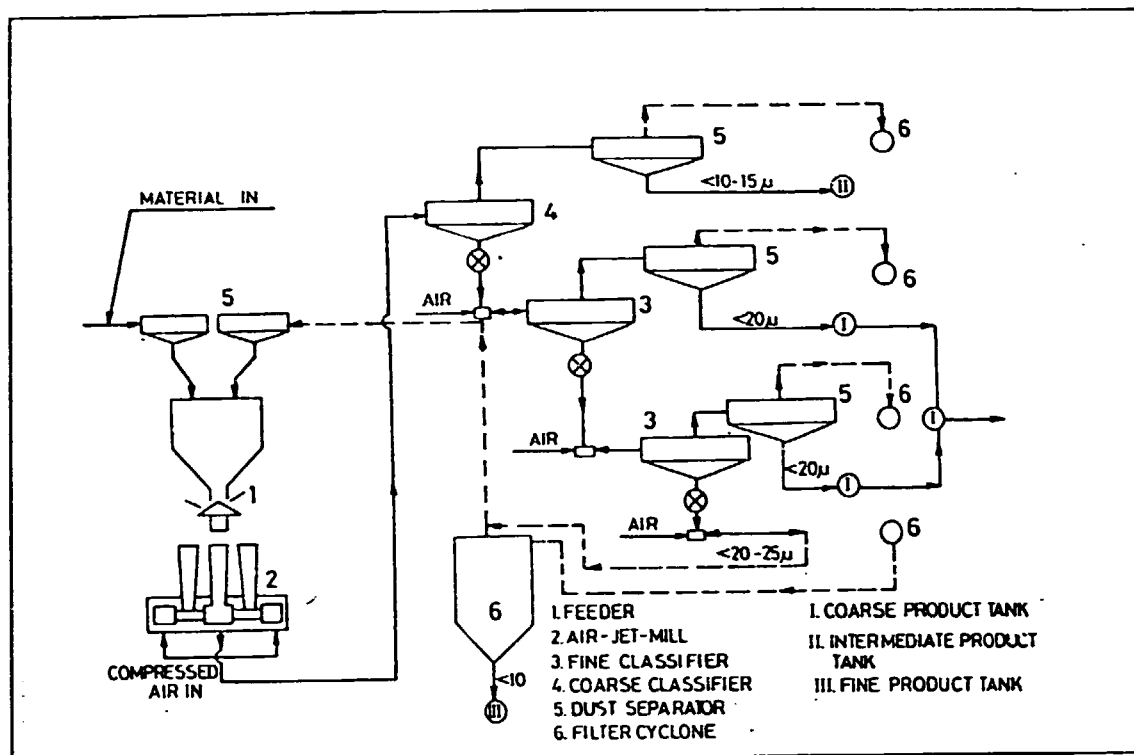 6
5
<10-15µ
II
MATERIAL IN
4
5
6
5
AIR
3
<20µ
I
5
6
3
I
1
AIR
<20µ
I
AIR
6
<20-25µ
2
6
COMPRESSED
AIR IN
<10
III
1. FEEDER
2. AIR-JET-MILL
3. FINE CLASSIFIER
4. COARSE CLASSIFIER
5. DUST SEPARATOR
6. FILTER CYCLONE
I. COARSE PRODUCT TANK
II. INTERMEDIATE PRODUCT
TANK
III. FINE PRODUCT TANK